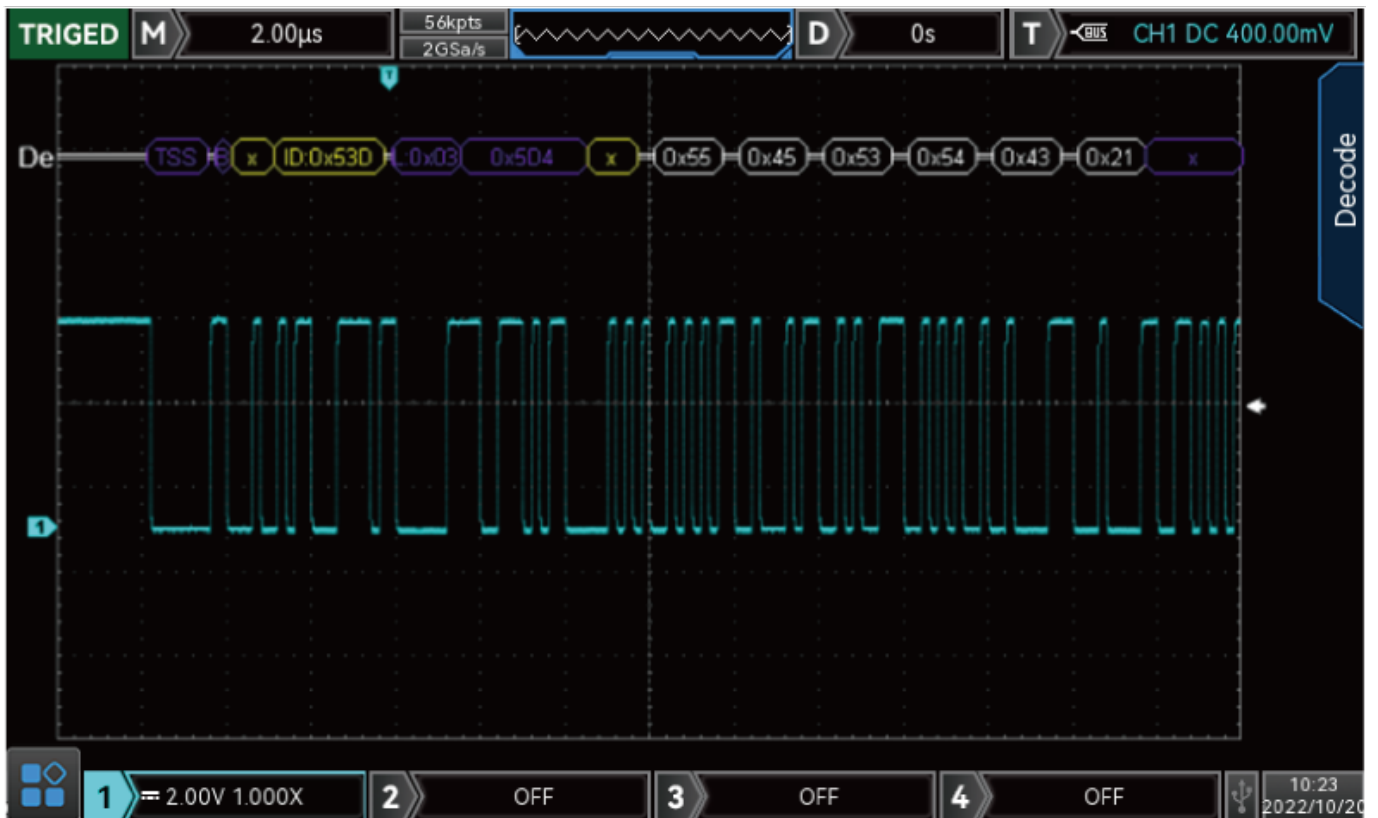 TRIGED M 2.00µs 56kpts D 0s T BUS CH1 DC 400.00mV
2GSa/s
T
De TSS B x ID:0x53D L:0x03 0x5D4 x 0x55 0x45 0x53 0x54 0x43 0x21 x
Decode
1
1 2.00V 1.000X 2 OFF 3 OFF 4 OFF 10:23
2022/10/20